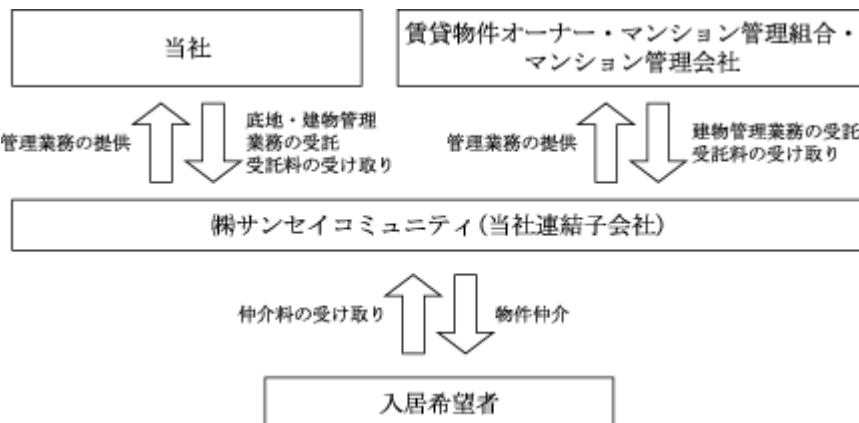 当社
賃貸物件オーナー・マンション管理組合・
マンション管理会社
管理業務の提供
底地・建物管理
業務の受託
受託料の受け取り
管理業務の提供
建物管理業務の受託
受託料の受け取り
㈱サンセイコミュニティ(当社連結子会社)
仲介料の受け取り
物件仲介
入居希望者